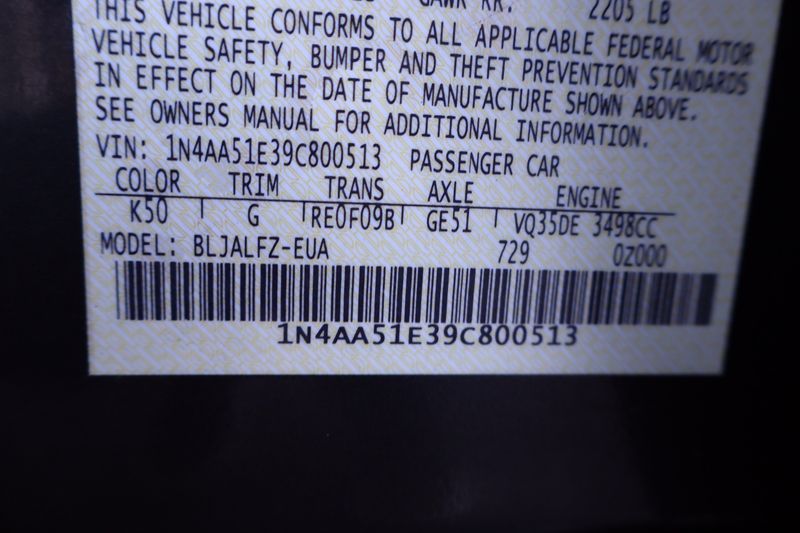 GAWR RR. 2205 LB
THIS VEHICLE CONFORMS TO ALL APPLICABLE FEDERAL MOTOR
VEHICLE SAFETY, BUMPER AND THEFT PREVENTION STANDARDS
IN EFFECT ON THE DATE OF MANUFACTURE SHOWN ABOVE.
SEE OWNERS MANUAL FOR ADDITIONAL INFORMATION.
VIN: 1N4AA51E39C800513 PASSENGER CAR
COLOR TRIM TRANS AXLE ENGINE
K50 G RE0F09B GE51 VQ35DE 3498CC
MODEL: BLJALFZ-EUA 729 0Z000
1N4AA51E39C800513